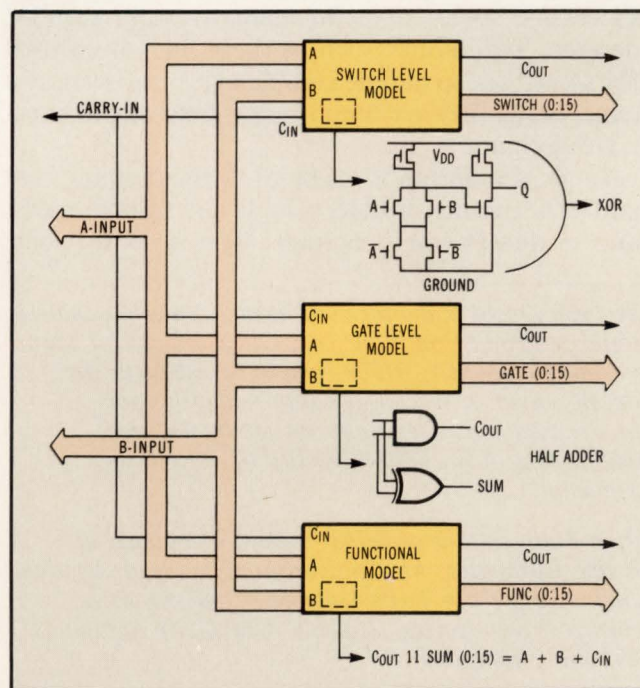 A
B
CIN
SWITCH LEVEL
MODEL
COUT
SWITCH (0:15)
CARRY-IN
VDD
Q
XOR
A
B
A̅
B̅
GROUND
A-INPUT
CIN
A
B
GATE LEVEL
MODEL
COUT
GATE (0:15)
B-INPUT
COUT
SUM
HALF ADDER
CIN
A
B
FUNCTIONAL
MODEL
COUT
FUNC (0:15)
COUT 11 SUM (0:15) = A + B + CIN